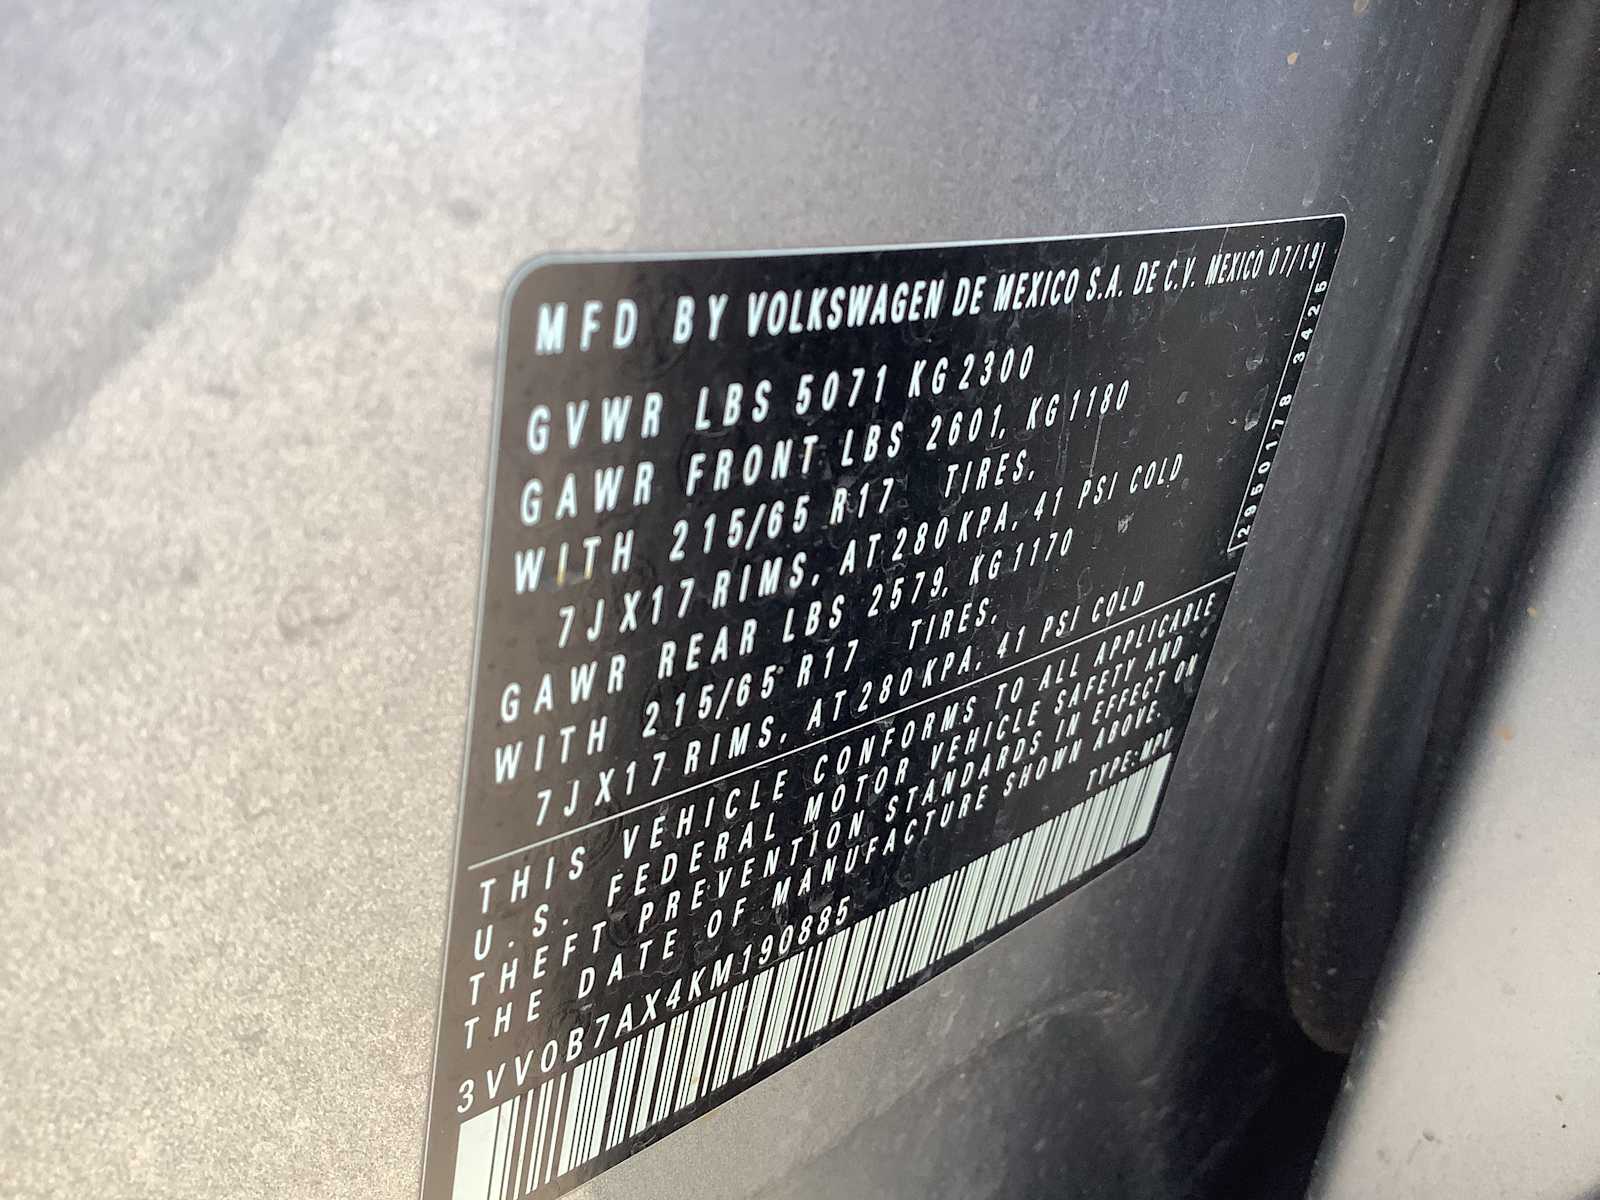 MFD BY VOLKSWAGEN DE MEXICO S.A. DE C.V. MEXICO 07/19
GVWR LBS 5071 KG 2300
GAWR FRONT LBS 2601, KG 1180
WITH 215/65 R17 TIRES,
7JX17 RIMS, AT 280 KPA, 41 PSI COLD
GAWR REAR LBS 2579, KG 1170
WITH 215/65 R17 TIRES,
7JX17 RIMS, AT 280 KPA, 41 PSI COLD
THIS VEHICLE CONFORMS TO ALL APPLICABLE
U.S. FEDERAL MOTOR VEHICLE SAFETY AND
THEFT PREVENTION STANDARDS IN EFFECT ON
THE DATE OF MANUFACTURE SHOWN ABOVE.
3VV0B7AX4KM190885 TYPE: MPV
2950178 3425